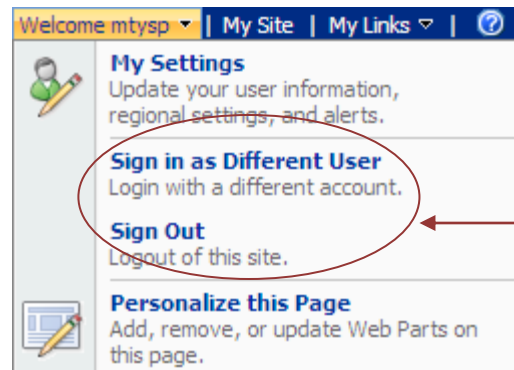 Welcome mtysp | My Site | My Links |
My Settings
Update your user information,
regional settings, and alerts.
Sign in as Different User
Login with a different account.
Sign Out
Logout of this site.
Personalize this Page
Add, remove, or update Web Parts on
this page.